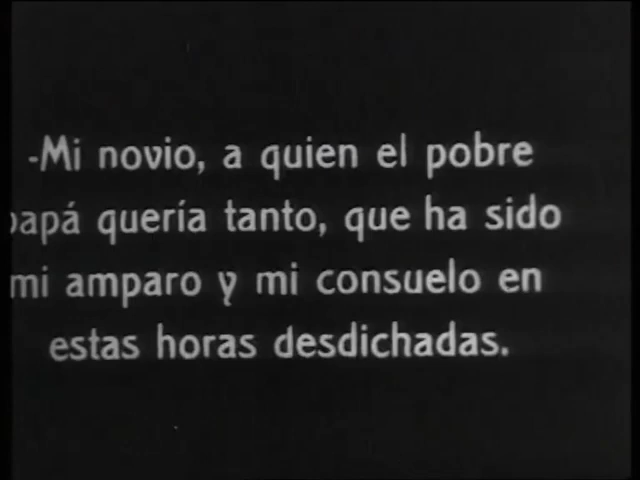 -Mi novio, a quien el pobre
papá quería tanto, que ha sido
mi amparo y mi consuelo en
estas horas desdichadas.